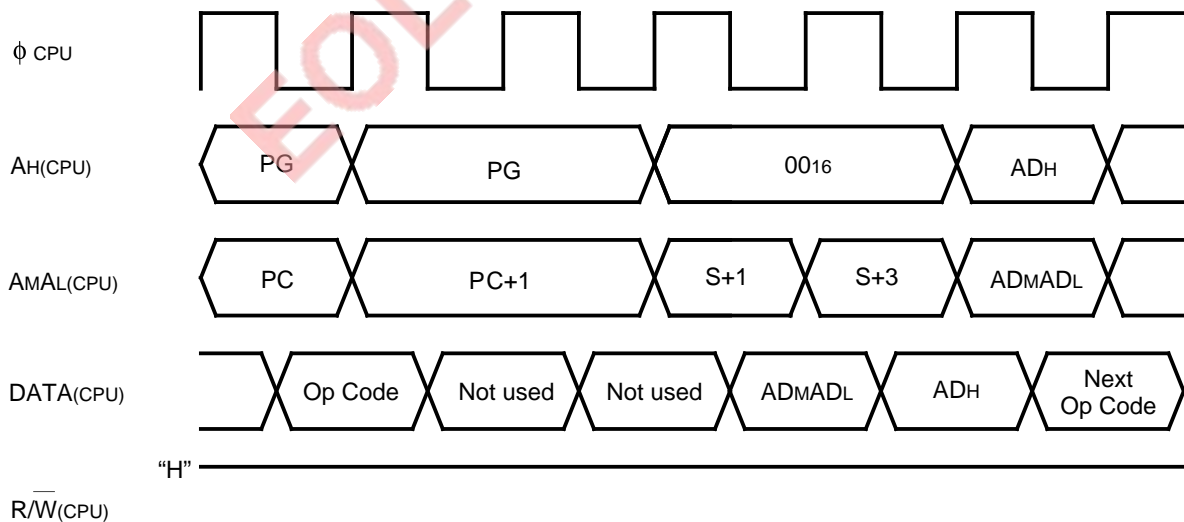 EOL
ϕ CPU
AH(CPU) PG PG 0016 ADH
AMAL(CPU) PC PC+1 S+1 S+3 ADMADL
DATA(CPU) Op Code Not used Not used ADMADL ADH Next Op Code
“H”
R/W̅(CPU)